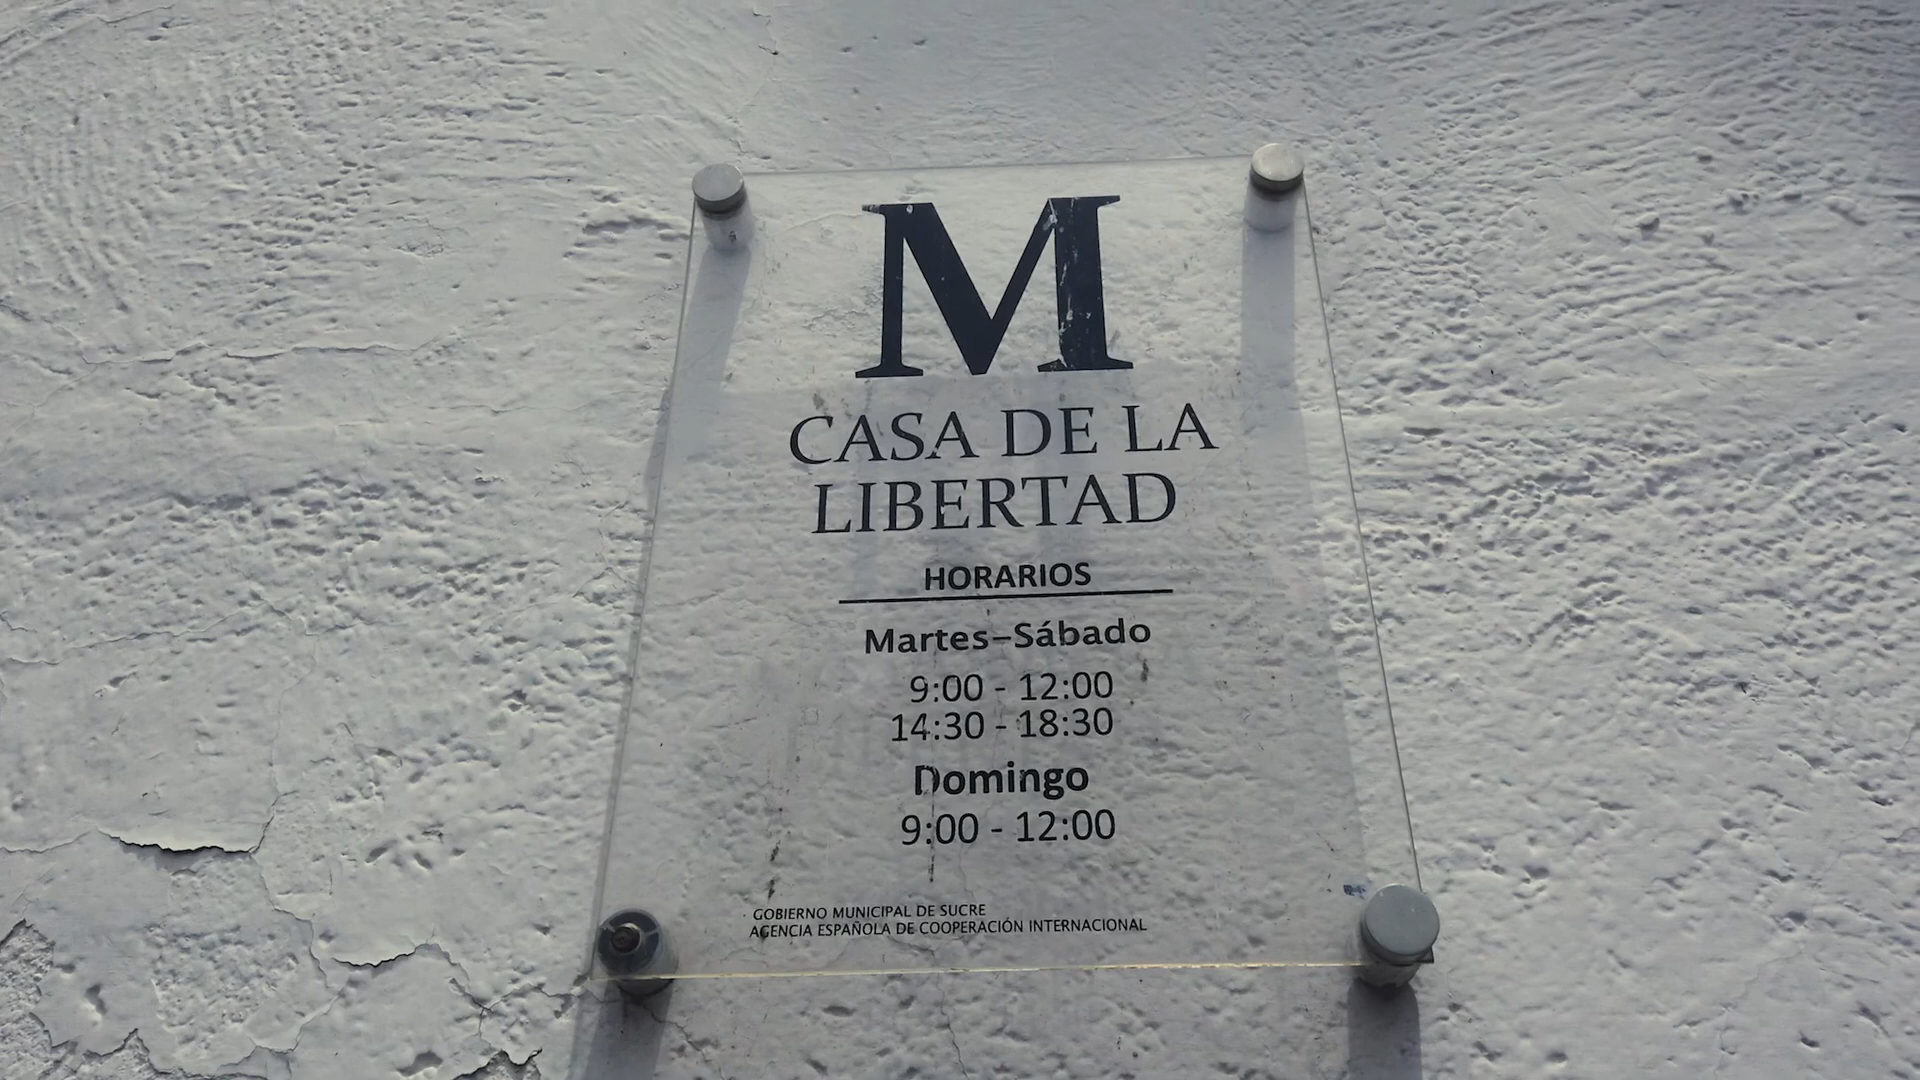 M
CASA DE LA
LIBERTAD
HORARIOS
Martes-Sábado
9:00 - 12:00
14:30 - 18:30
Domingo
9:00 - 12:00
GOBIERNO MUNICIPAL DE SUCRE
AGENCIA ESPAÑOLA DE COOPERACIÓN INTERNACIONAL